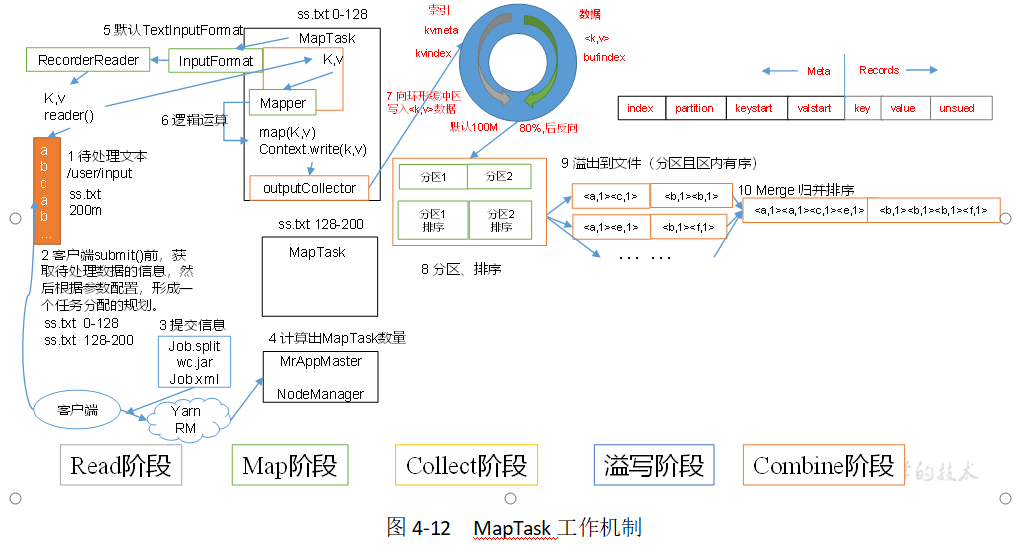 ss.txt 0-128
5 默认TextInputFormat
MapTask
RecorderReader
InputFormat
K,v
K,v
reader()
Mapper
6 逻辑运算
map(K,v)
Context.write(k,v)
outputCollector
a
b
c
a
b
...
1 待处理文本
/user/input
ss.txt
200m
2 客户端submit()前，获
取待处理数据的信息，然
后根据参数配置，形成一
个任务分配的规划。
ss.txt 0-128
ss.txt 128-200
3 提交信息
Job.split
wc.jar
Job.xml
客户端
Yarn
RM
ss.txt 128-200
MapTask
4 计算出MapTask数量
MrAppMaster
NodeManager
索引
kvmeta
kvindex
数据
<k,v>
bufindex
7 向环形缓冲区
写入<k,v>数据
默认100M
80%,后反向
Meta
Records
index
partition
keystart
valstart
key
value
unsued
分区1
分区2
分区1
排序
分区2
排序
8 分区、排序
9 溢出到文件（分区且区内有序）
<a,1><c,1>
<b,1><b,1>
<a,1><e,1>
<b,1><f,1>
... ...
10 Merge 归并排序
<a,1><a,1><c,1><e,1>
<b,1><b,1><b,1><f,1>
Read阶段
Map阶段
Collect阶段
溢写阶段
Combine阶段
的技术
图 4-12 MapTask 工作机制